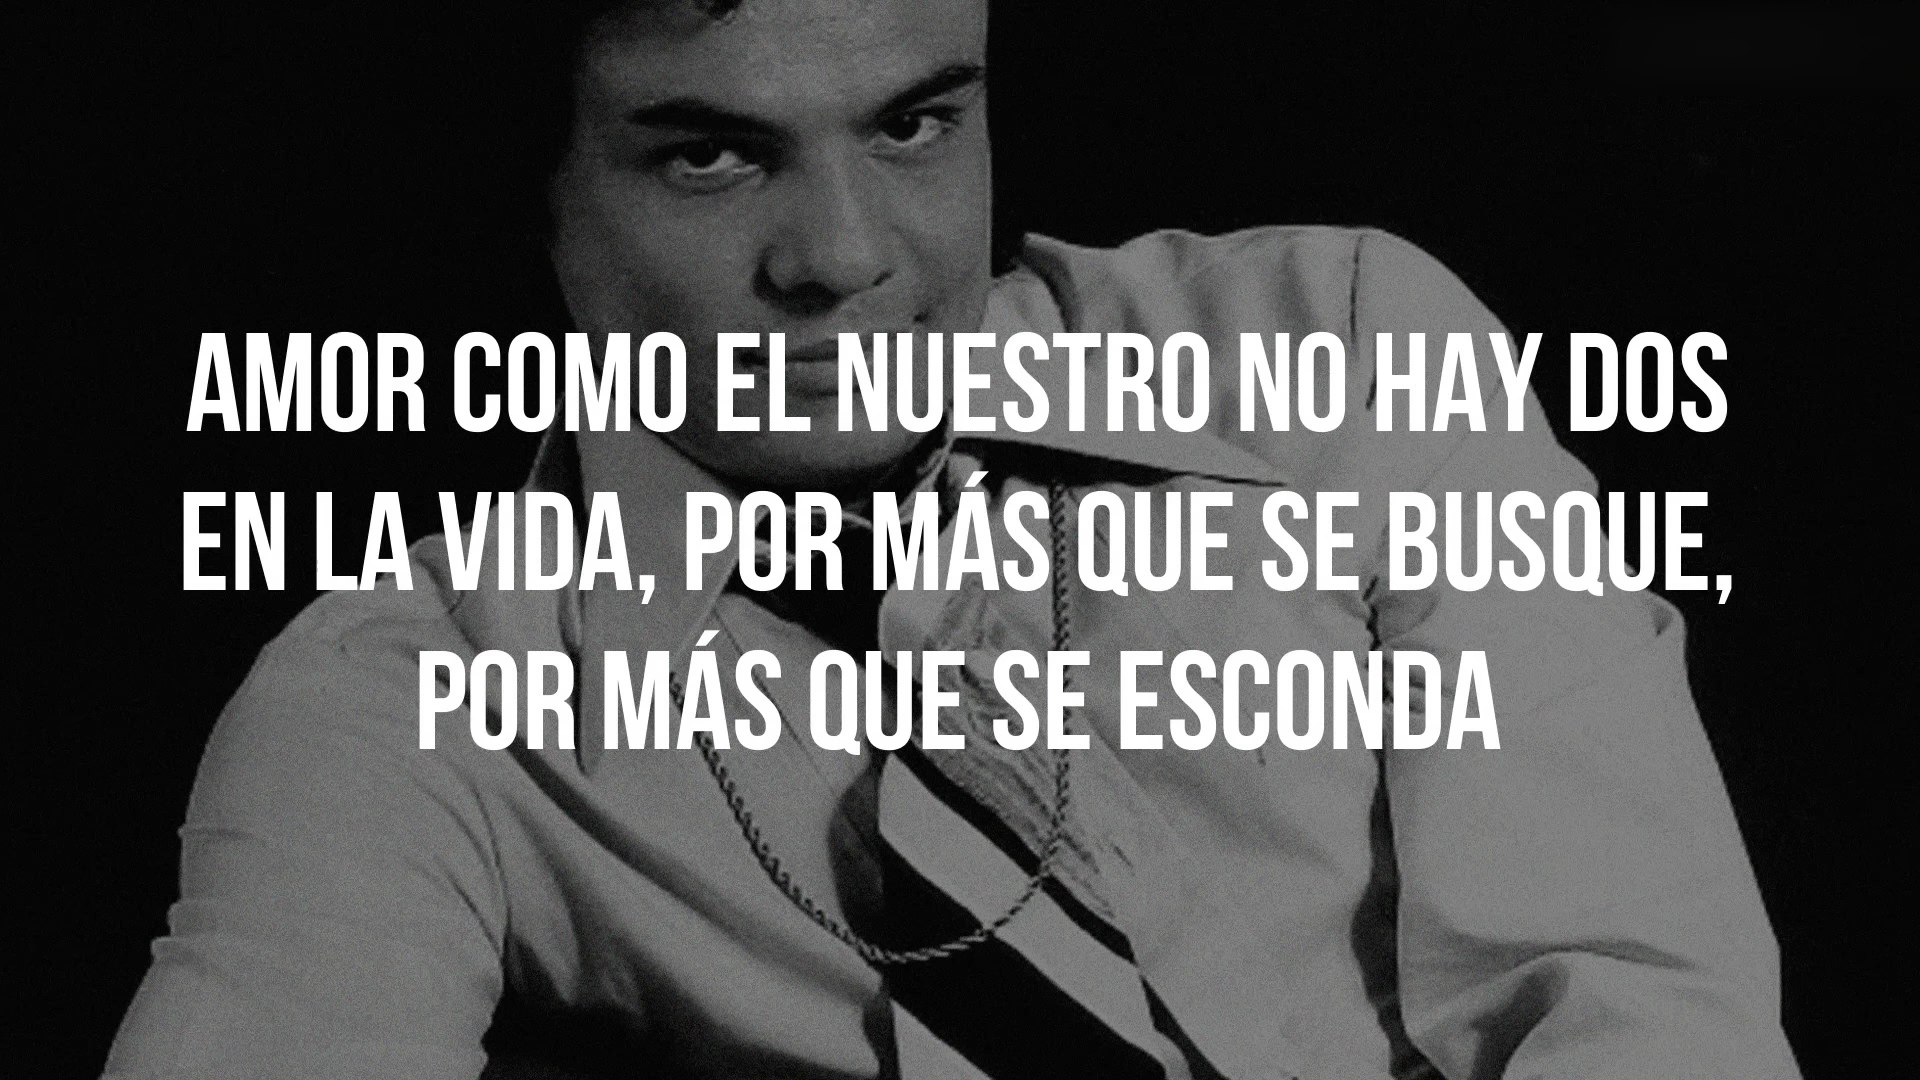 AMOR COMO EL NUESTRO NO HAY DOS
EN LA VIDA, POR MÁS QUE SE BUSQUE,
POR MÁS QUE SE ESCONDA